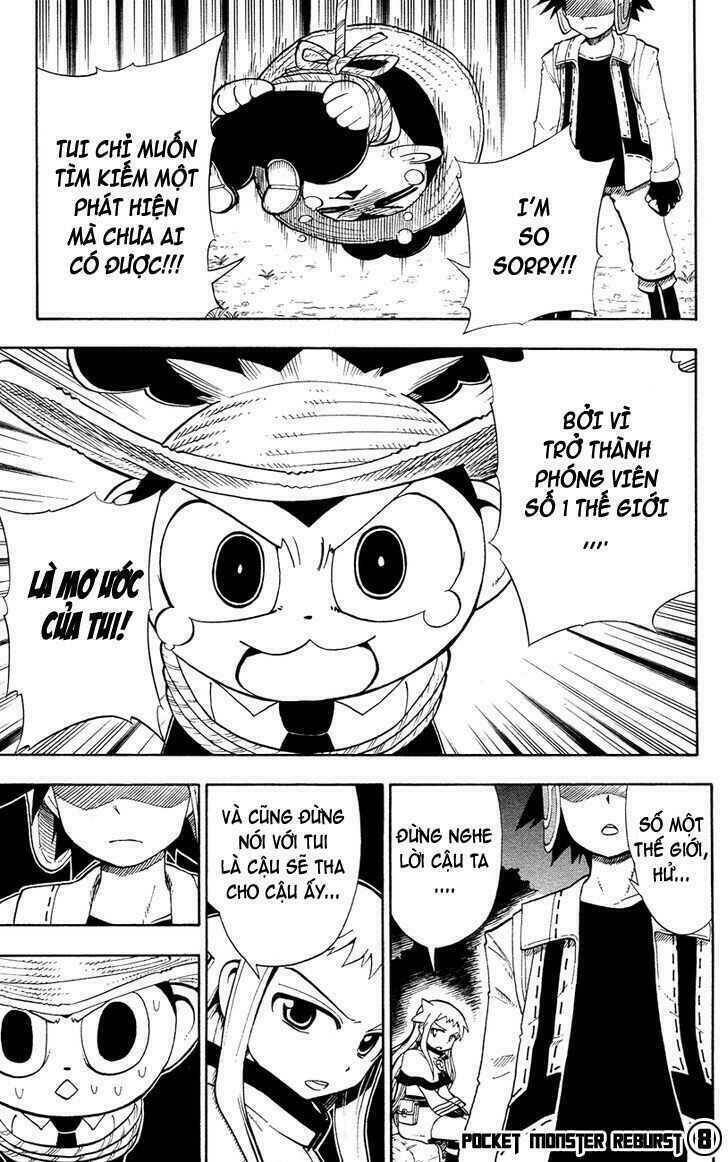 I'M
SO
SORRY!!
TUI CHỈ MUỐN
TÌM KIẾM MỘT
PHÁT HIỆN
MÀ CHƯA AI
CÓ ĐƯỢC!!!
BỞI VÌ
TRỞ THÀNH
PHÓNG VIÊN
SỐ 1 THẾ GIỚI
,,,,
LÀ MƠ ƯỚC
CỦA TUI!
SỐ MỘT
THẾ GIỚI,
HỬ...
ĐỪNG NGHE
LỜI CẬU TA
,,,,
VÀ CŨNG ĐỪNG
NÓI VỚI TUI
LÀ CẬU SẼ THA
CHO CẬU ẤY...
POCKET MONSTER REBURST 8